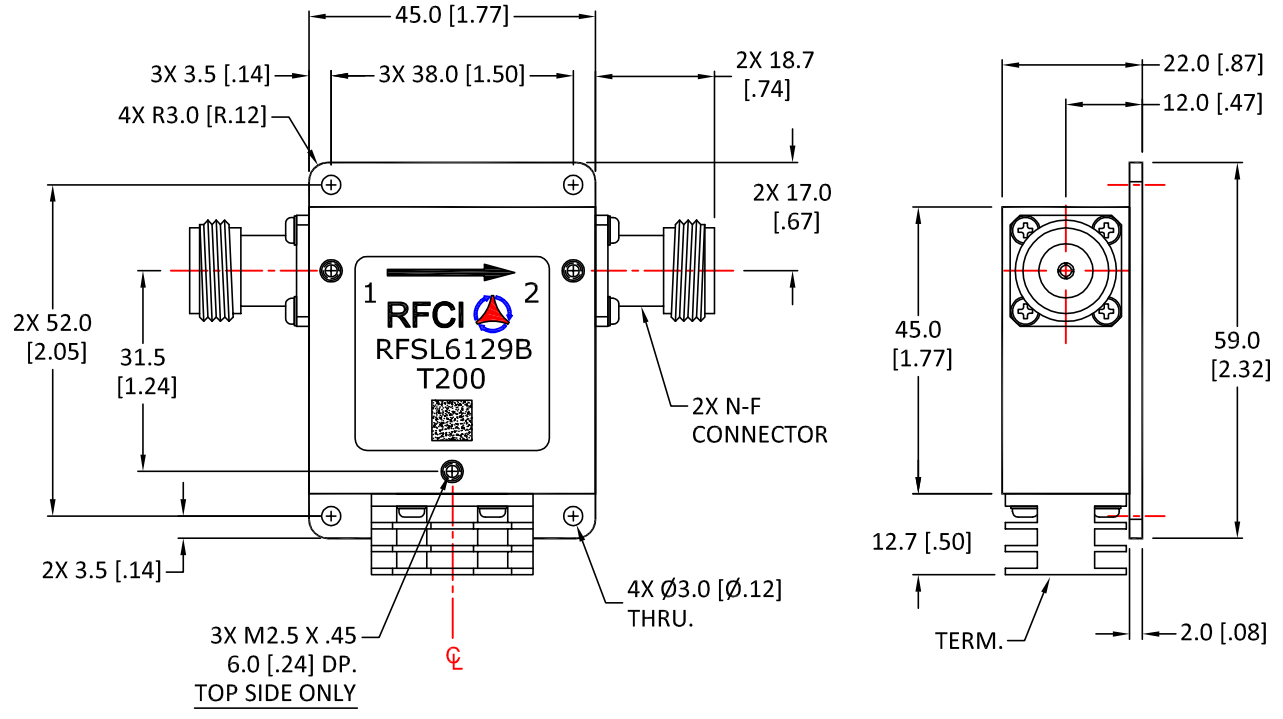 45.0 [1.77]
3X 3.5 [.14]
3X 38.0 [1.50]
2X 18.7
[.74]
4X R3.0 [R.12]
2X 17.0
[.67]
2X 52.0
[2.05]
31.5
[1.24]
1
2
RFCI
RFSL6129B
T200
2X N-F
CONNECTOR
2X 3.5 [.14]
4X Ø3.0 [Ø.12]
THRU.
3X M2.5 X .45
6.0 [.24] DP.
TOP SIDE ONLY
℄
22.0 [.87]
12.0 [.47]
45.0
[1.77]
59.0
[2.32]
12.7 [.50]
TERM.
2.0 [.08]